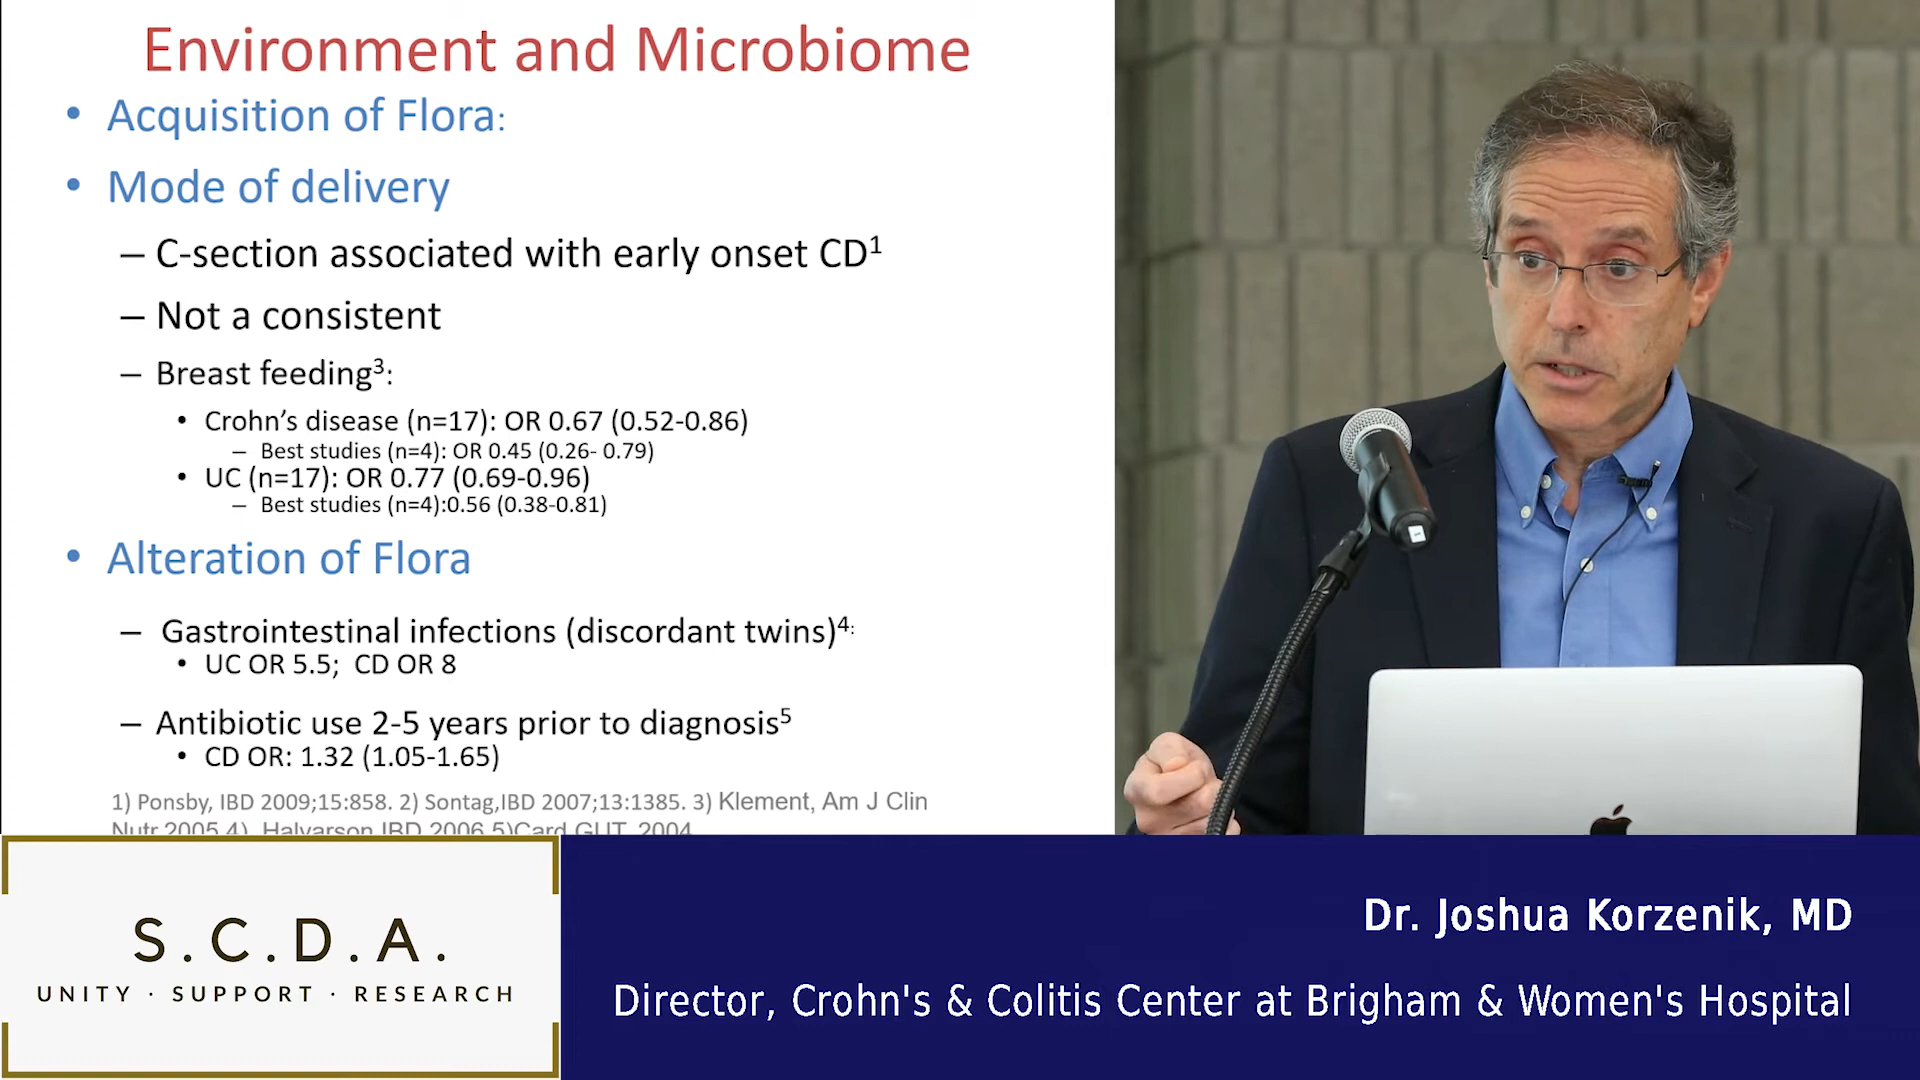 Environment and Microbiome
• Acquisition of Flora:
• Mode of delivery
– C-section associated with early onset CD1
– Not a consistent
– Breast feeding3:
• Crohn’s disease (n=17): OR 0.67 (0.52-0.86)
– Best studies (n=4): OR 0.45 (0.26- 0.79)
• UC (n=17): OR 0.77 (0.69-0.96)
– Best studies (n=4):0.56 (0.38-0.81)
• Alteration of Flora
– Gastrointestinal infections (discordant twins)4:
• UC OR 5.5; CD OR 8
– Antibiotic use 2-5 years prior to diagnosis5
• CD OR: 1.32 (1.05-1.65)
1) Ponsby, IBD 2009;15:858. 2) Sontag,IBD 2007;13:1385. 3) Klement, Am J Clin
Nutr 2005 4) Halvarson IBD 2006 5)Card GUT, 2004
S.C.D.A.
UNITY · SUPPORT · RESEARCH
Dr. Joshua Korzenik, MD
Director, Crohn's & Colitis Center at Brigham & Women's Hospital